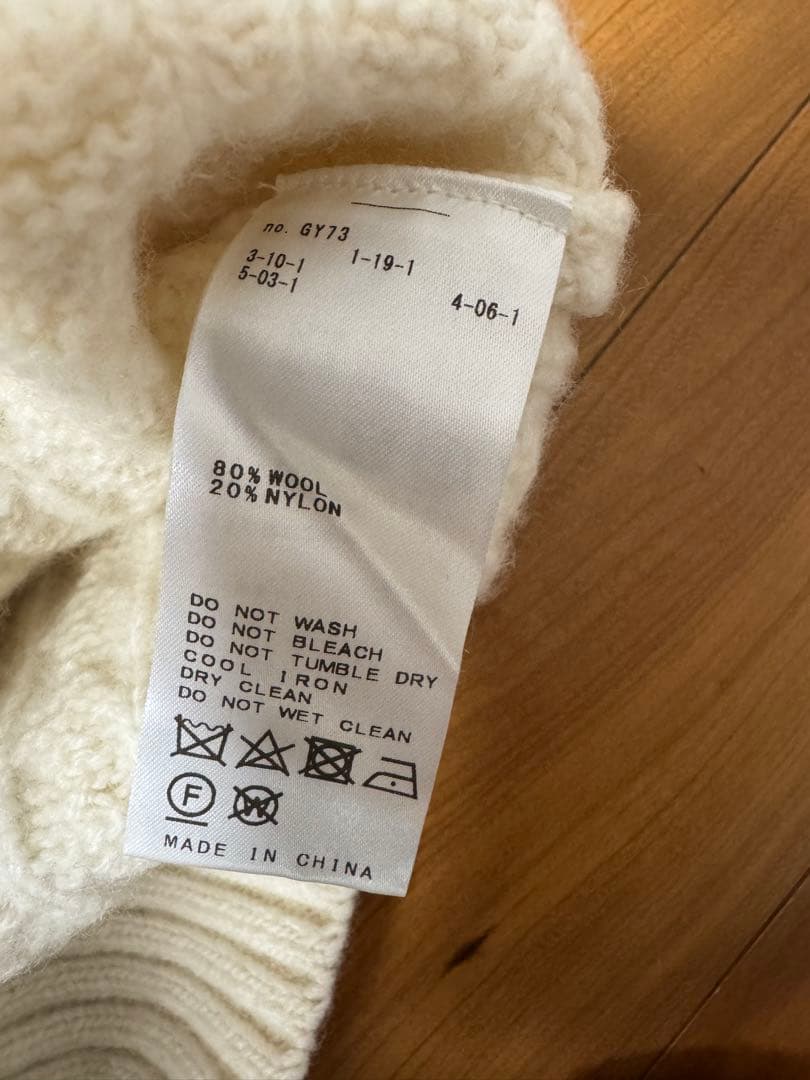 no. GY73
3-10-1 1-19-1
5-03-1
4-06-1
80% WOOL
20% NYLON
DO NOT WASH
DO NOT BLEACH
DO NOT TUMBLE DRY
COOL IRON
DRY CLEAN
DO NOT WET CLEAN
F W
MADE IN CHINA